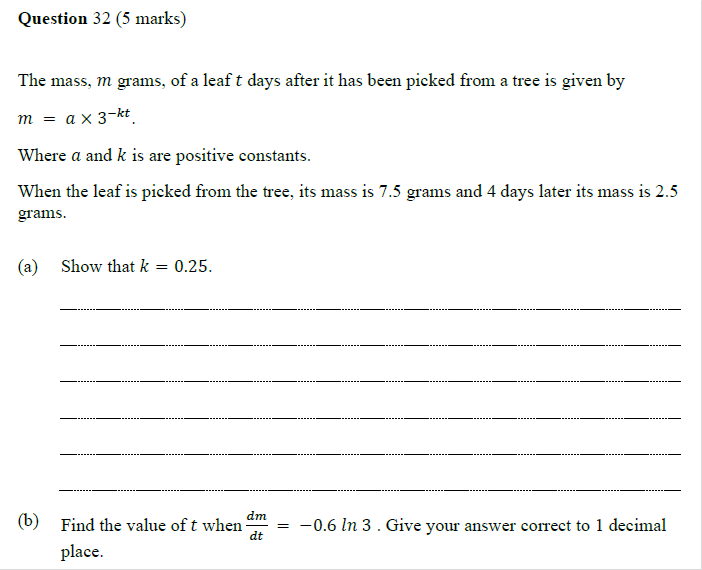 Question 32 (5 marks)
The mass, m grams, of a leaf t days after it has been picked from a tree is given by
m = a × 3^{-kt}.
Where a and k is are positive constants.
When the leaf is picked from the tree, its mass is 7.5 grams and 4 days later its mass is 2.5
grams.
(a) Show that k = 0.25.
(b) Find the value of t when dm/dt = −0.6 ln 3 . Give your answer correct to 1 decimal
place.